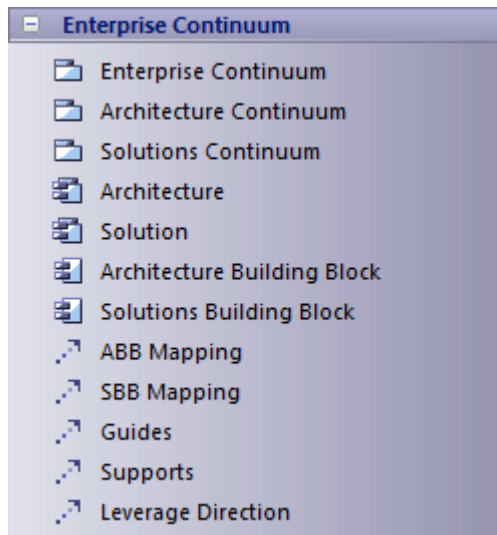 Enterprise Continuum
Enterprise Continuum
Architecture Continuum
Solutions Continuum
Architecture
Solution
Architecture Building Block
Solutions Building Block
ABB Mapping
SBB Mapping
Guides
Supports
Leverage Direction